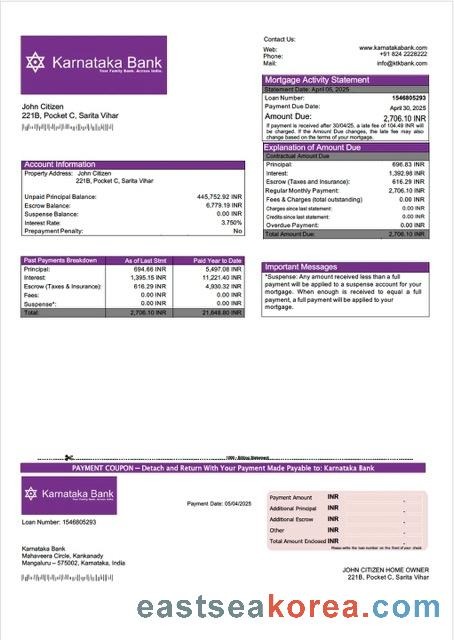 Karnataka Bank
Your Family Bank. Across India.
Contact Us:
Web: www.karnatakabank.com
Phone: +91 824 2228222
Mail: info@ktkbank.com
John Citizen
221B, Pocket C, Sarita Vihar
Mortgage Activity Statement
Statement Date: April 05, 2025
Loan Number: 1546805293
Payment Due Date: April 30, 2025
Amount Due: 2,706.10 INR
If payment is received after 30/04/25, a late fee of 104.49 INR will
be charged. If the Amount Due changes, the late fee may also
change based on the terms of your mortgage.
Explanation of Amount Due
Contractual Amount Due
Principal: 696.83 INR
Interest: 1,392.98 INR
Escrow (Taxes and Insurance): 616.29 INR
Regular Monthly Payment: 2,706.10 INR
Fees & Charges (total outstanding) 0.00 INR
Charges since last statement: 0.00 INR
Credits since last statement: 0.00 INR
Overdue Payment: 0.00 INR
Total Amount Due: 2,706.10 INR
Account Information
Property Address: John Citizen
221B, Pocket C, Sarita Vihar
Unpaid Principal Balance: 445,752.92 INR
Escrow Balance: 6,779.19 INR
Suspense Balance: 0.00 INR
Interest Rate: 3.750%
Prepayment Penalty: No
Past Payments Breakdown As of Last Stmt Paid Year to Date
Principal: 694.66 INR 5,497.08 INR
Interest: 1,395.15 INR 11,221.40 INR
Escrow (Taxes & Insurance): 616.29 INR 4,930.32 INR
Fees: 0.00 INR 0.00 INR
Suspense*: 0.00 INR 0.00 INR
Total: 2,706.10 INR 21,648.80 INR
Important Messages
*Suspense: Any amount received less than a full
payment will be applied to a suspense account for your
mortgage. When enough is received to equal a full
payment, a full payment will be applied to your
mortgage.
Billing Statement
PAYMENT COUPON – Detach and Return With Your Payment Made Payable to: Karnataka Bank
Karnataka Bank
Your Family Bank. Across India.
Loan Number: 1546805293
Payment Date: 05/04/2025
Payment Amount INR
Additional Principal INR
Additional Escrow INR
Other INR
Total Amount Enclosed INR
Please write the loan number on the front of your check.
Karnataka Bank
Mahaveera Circle, Kankanady
Mangaluru – 575002, Karnataka, India
JOHN CITIZEN HOME OWNER
221B, Pocket C, Sarita Vihar
eastseakorea.com